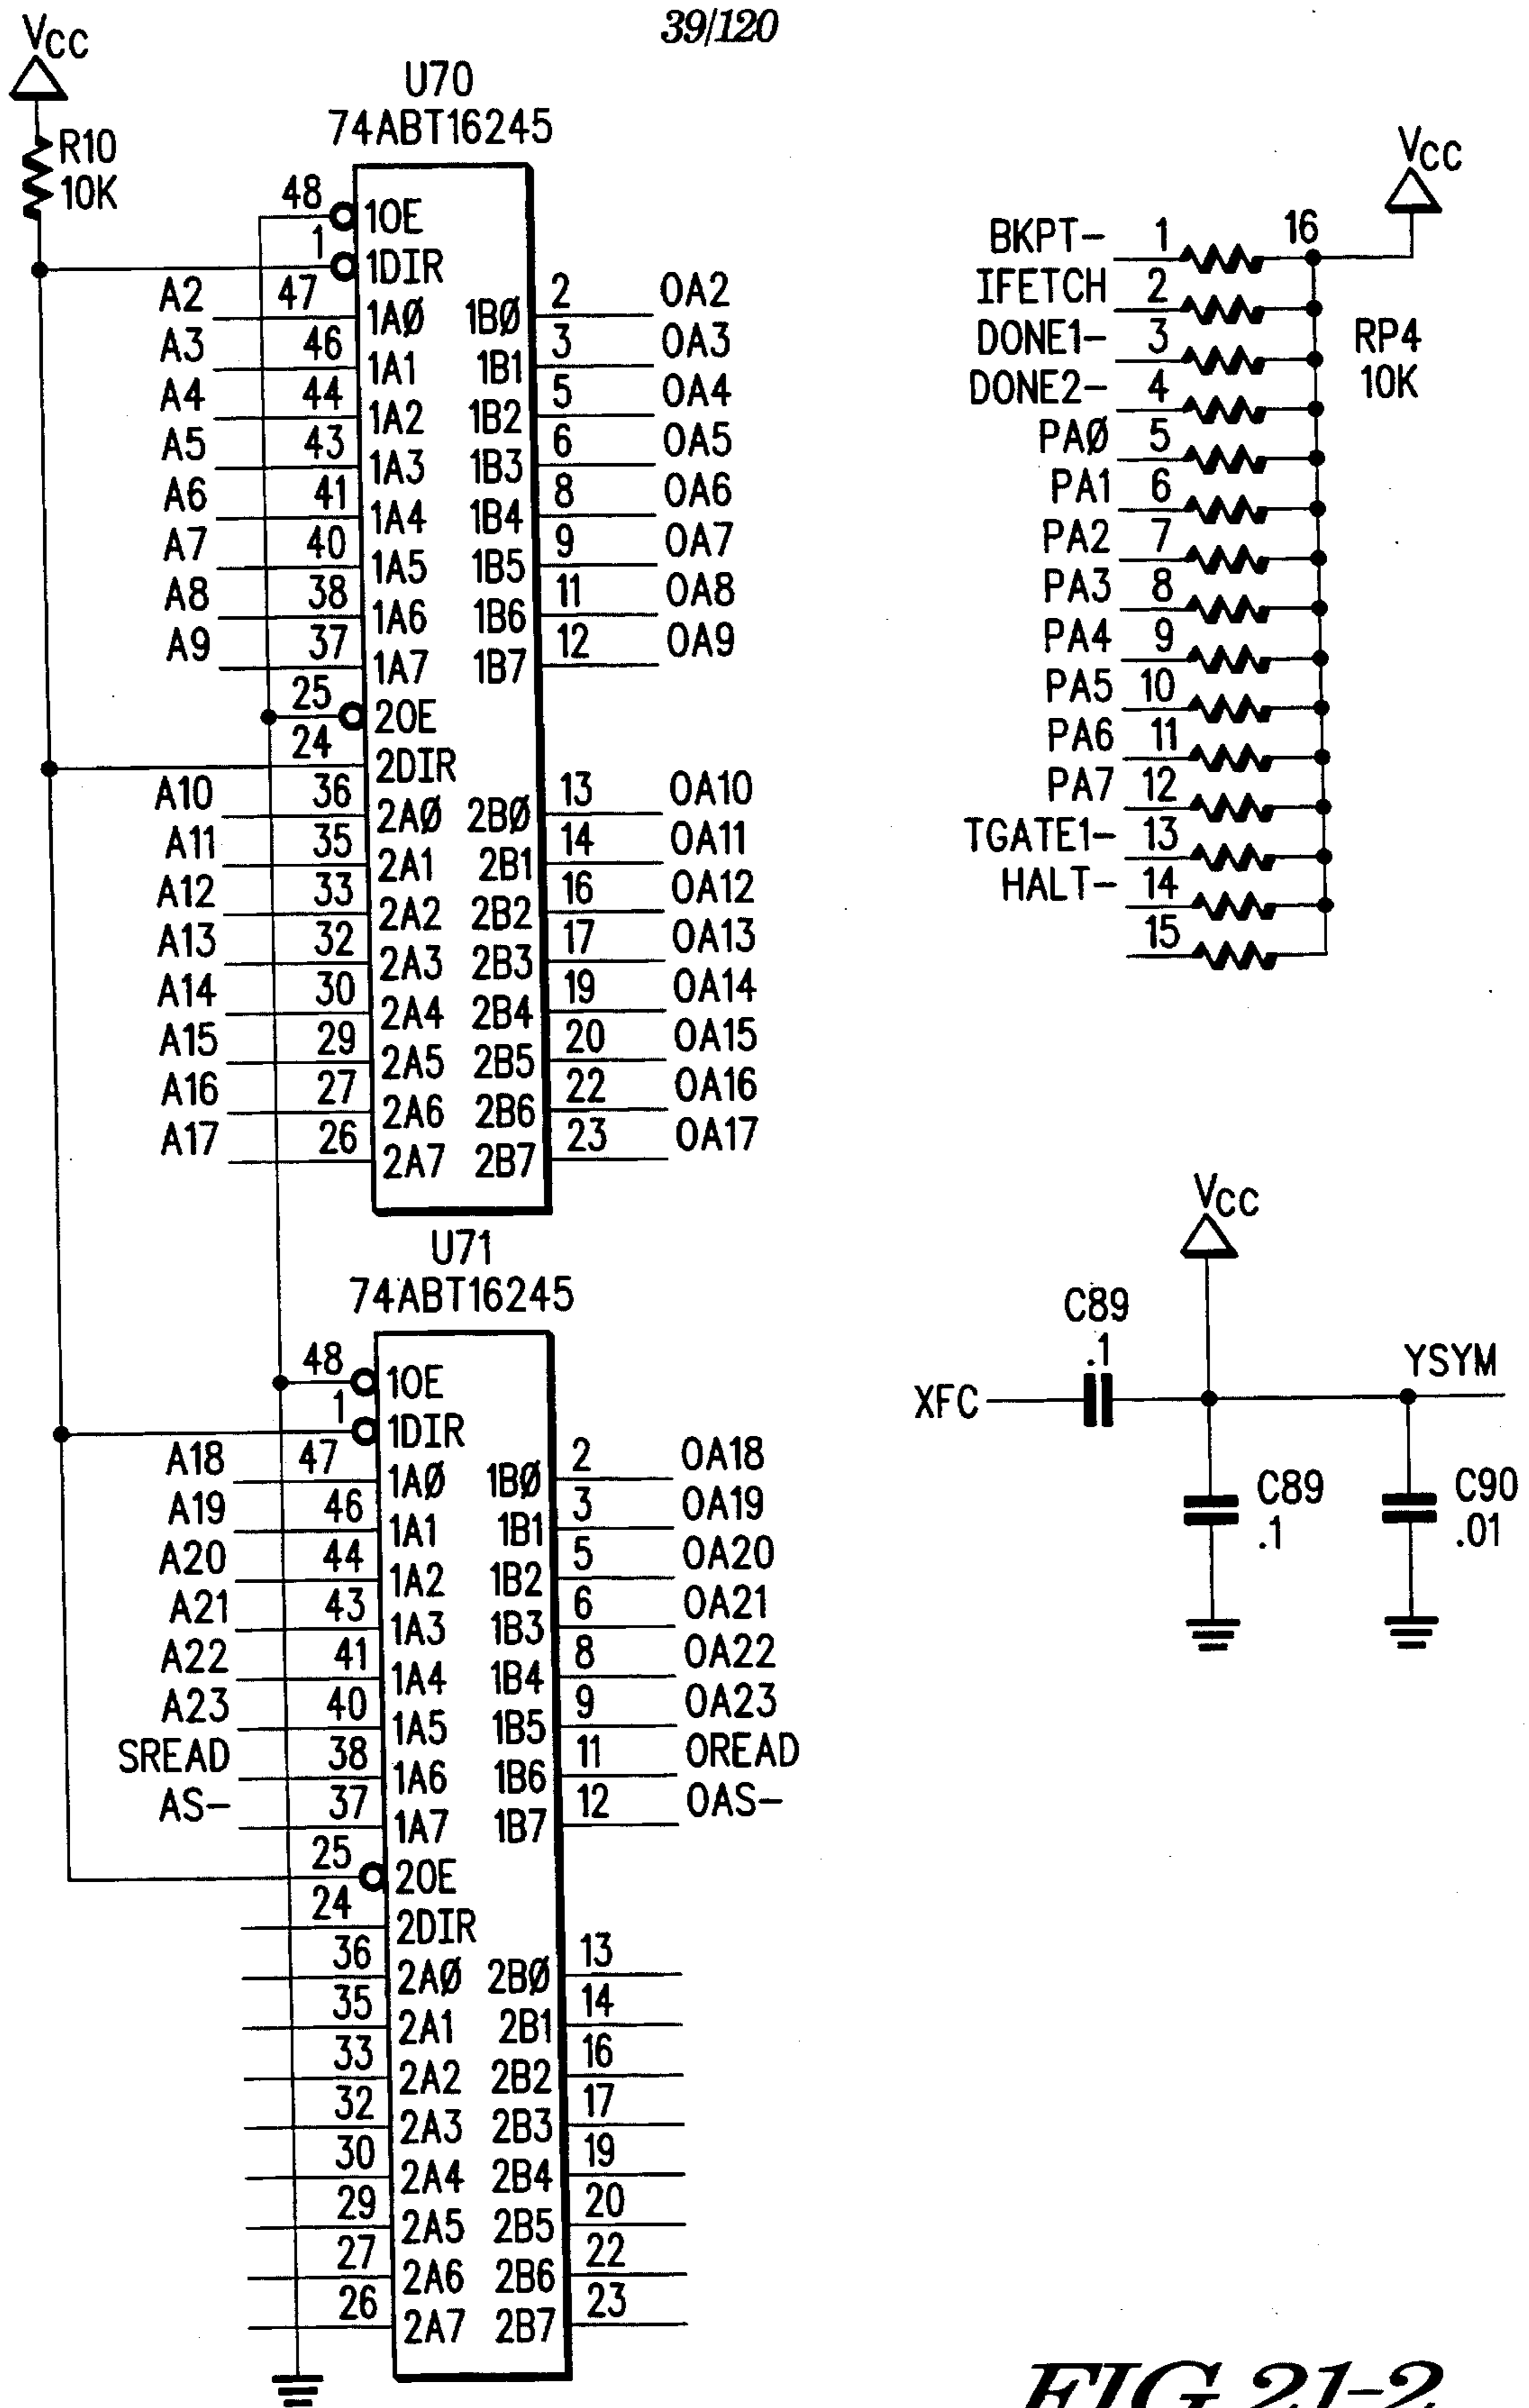 39/120
VCC
R10
10K
U70
74ABT16245
48 1OE
1 1DIR
A2 47 1AØ 1BØ 2 OA2
A3 46 1A1 1B1 3 OA3
A4 44 1A2 1B2 5 OA4
A5 43 1A3 1B3 6 OA5
A6 41 1A4 1B4 8 OA6
A7 40 1A5 1B5 9 OA7
A8 38 1A6 1B6 11 OA8
A9 37 1A7 1B7 12 OA9
25 2OE
24 2DIR
A10 36 2AØ 2BØ 13 OA10
A11 35 2A1 2B1 14 OA11
A12 33 2A2 2B2 16 OA12
A13 32 2A3 2B3 17 OA13
A14 30 2A4 2B4 19 OA14
A15 29 2A5 2B5 20 OA15
A16 27 2A6 2B6 22 OA16
A17 26 2A7 2B7 23 OA17
U71
74ABT16245
48 1OE
1 1DIR
A18 47 1AØ 1BØ 2 OA18
A19 46 1A1 1B1 3 OA19
A20 44 1A2 1B2 5 OA20
A21 43 1A3 1B3 6 OA21
A22 41 1A4 1B4 8 OA22
A23 40 1A5 1B5 9 OA23
SREAD 38 1A6 1B6 11 OREAD
AS- 37 1A7 1B7 12 OAS-
25 2OE
24 2DIR
36 2AØ 2BØ 13
35 2A1 2B1 14
33 2A2 2B2 16
32 2A3 2B3 17
30 2A4 2B4 19
29 2A5 2B5 20
27 2A6 2B6 22
26 2A7 2B7 23
VCC
BKPT- 1 16
IFETCH 2
DONE1- 3
DONE2- 4
RP4
10K
PAØ 5
PA1 6
PA2 7
PA3 8
PA4 9
PA5 10
PA6 11
PA7 12
TGATE1- 13
HALT- 14
15
VCC
C89
.1
XFC
YSYM
C89
.1
C90
.01
FIG. 21-2